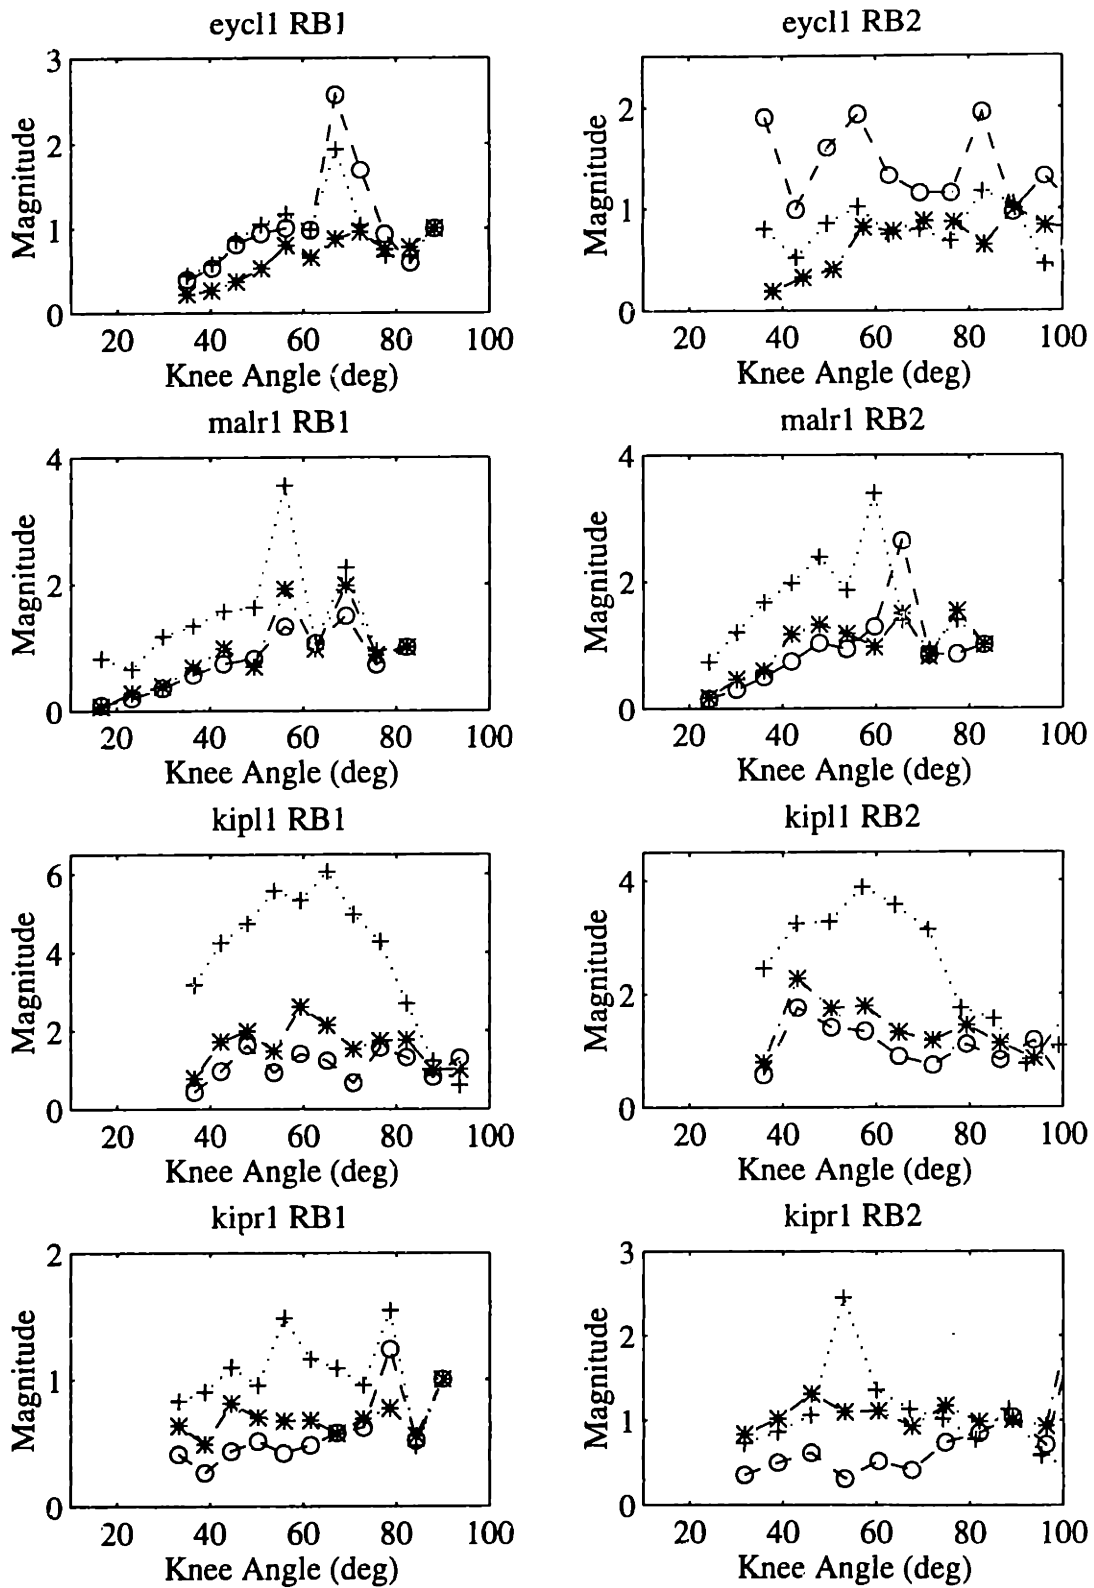 eycl1 RB1
eycl1 RB2
3
2
1
0
Magnitude
20 40 60 80 100
Knee Angle (deg)
2
1
0
Magnitude
20 40 60 80 100
Knee Angle (deg)
malr1 RB1
malr1 RB2
4
2
0
Magnitude
20 40 60 80 100
Knee Angle (deg)
4
2
0
Magnitude
20 40 60 80 100
Knee Angle (deg)
kipl1 RB1
kipl1 RB2
6
4
2
0
Magnitude
20 40 60 80 100
Knee Angle (deg)
4
2
0
Magnitude
20 40 60 80 100
Knee Angle (deg)
kipr1 RB1
kipr1 RB2
2
1
0
Magnitude
20 40 60 80 100
Knee Angle (deg)
3
2
1
0
Magnitude
20 40 60 80 100
Knee Angle (deg)